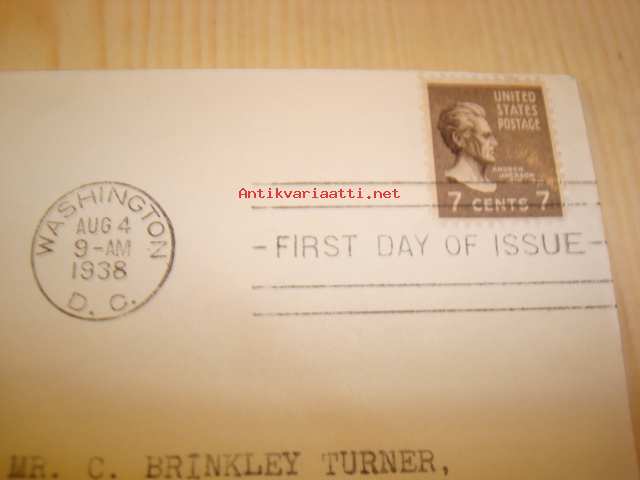 UNITED
STATES
POSTAGE
ANDREW
JACKSON
7 CENTS 7
WASHINGTON
AUG 4
9-AM
1938
D. C.
Antikvariaatti.net
-FIRST DAY OF ISSUE-
MR. C. BRINKLEY TURNER,